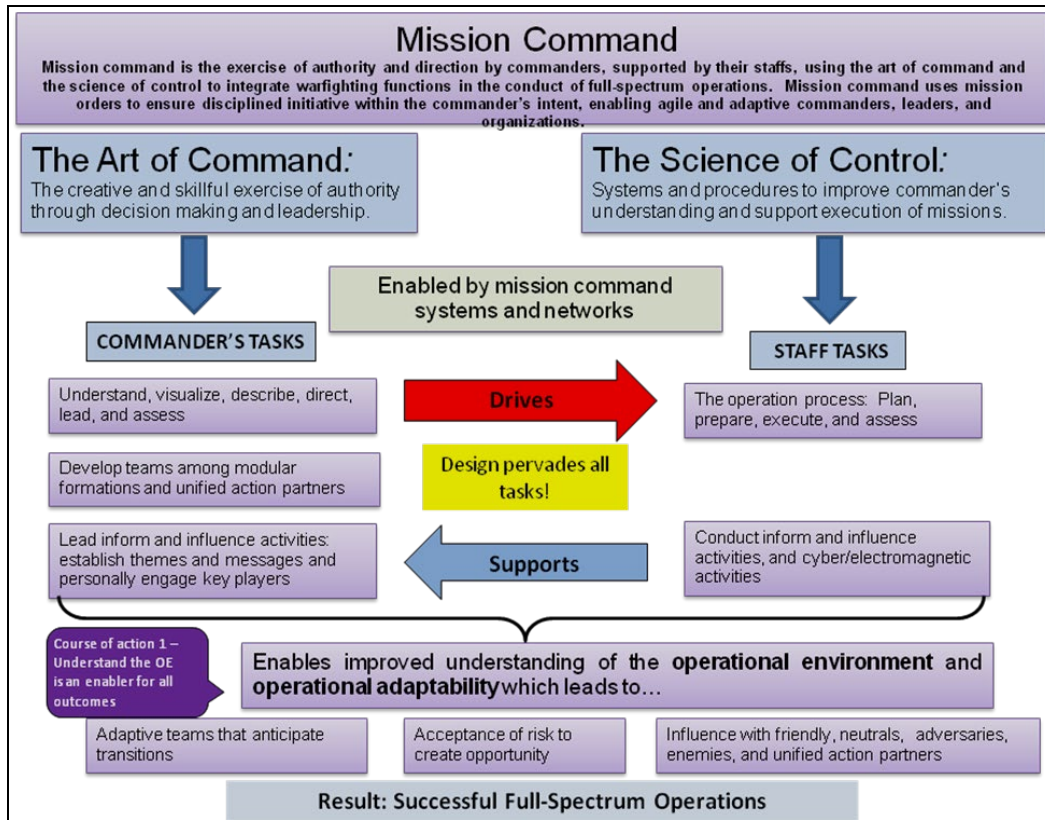 Mission Command
Mission command is the exercise of authority and direction by commanders, supported by their staffs, using the art of command and
the science of control to integrate warfighting functions in the conduct of full-spectrum operations.  Mission command uses mission
orders to ensure disciplined initiative within the commander's intent, enabling agile and adaptive commanders, leaders, and
organizations.
The Art of Command:
The creative and skillful exercise of authority
through decision making and leadership.
The Science of Control:
Systems and procedures to improve commander's
understanding and support execution of missions.
Enabled by mission command
systems and networks
COMMANDER'S TASKS
STAFF TASKS
Understand, visualize, describe, direct,
lead, and assess
Drives
The operation process:  Plan,
prepare, execute, and assess
Develop teams among modular
formations and unified action partners
Design pervades all
tasks!
Lead inform and influence activities:
establish themes and messages and
personally engage key players
Supports
Conduct inform and influence
activities, and cyber/electromagnetic
activities
Course of action 1 –
Understand the OE
is an enabler for all
outcomes
Enables improved understanding of the operational environment and
operational adaptability which leads to…
Adaptive teams that anticipate
transitions
Acceptance of risk to
create opportunity
Influence with friendly, neutrals,  adversaries,
enemies, and unified action partners
Result: Successful Full-Spectrum Operations